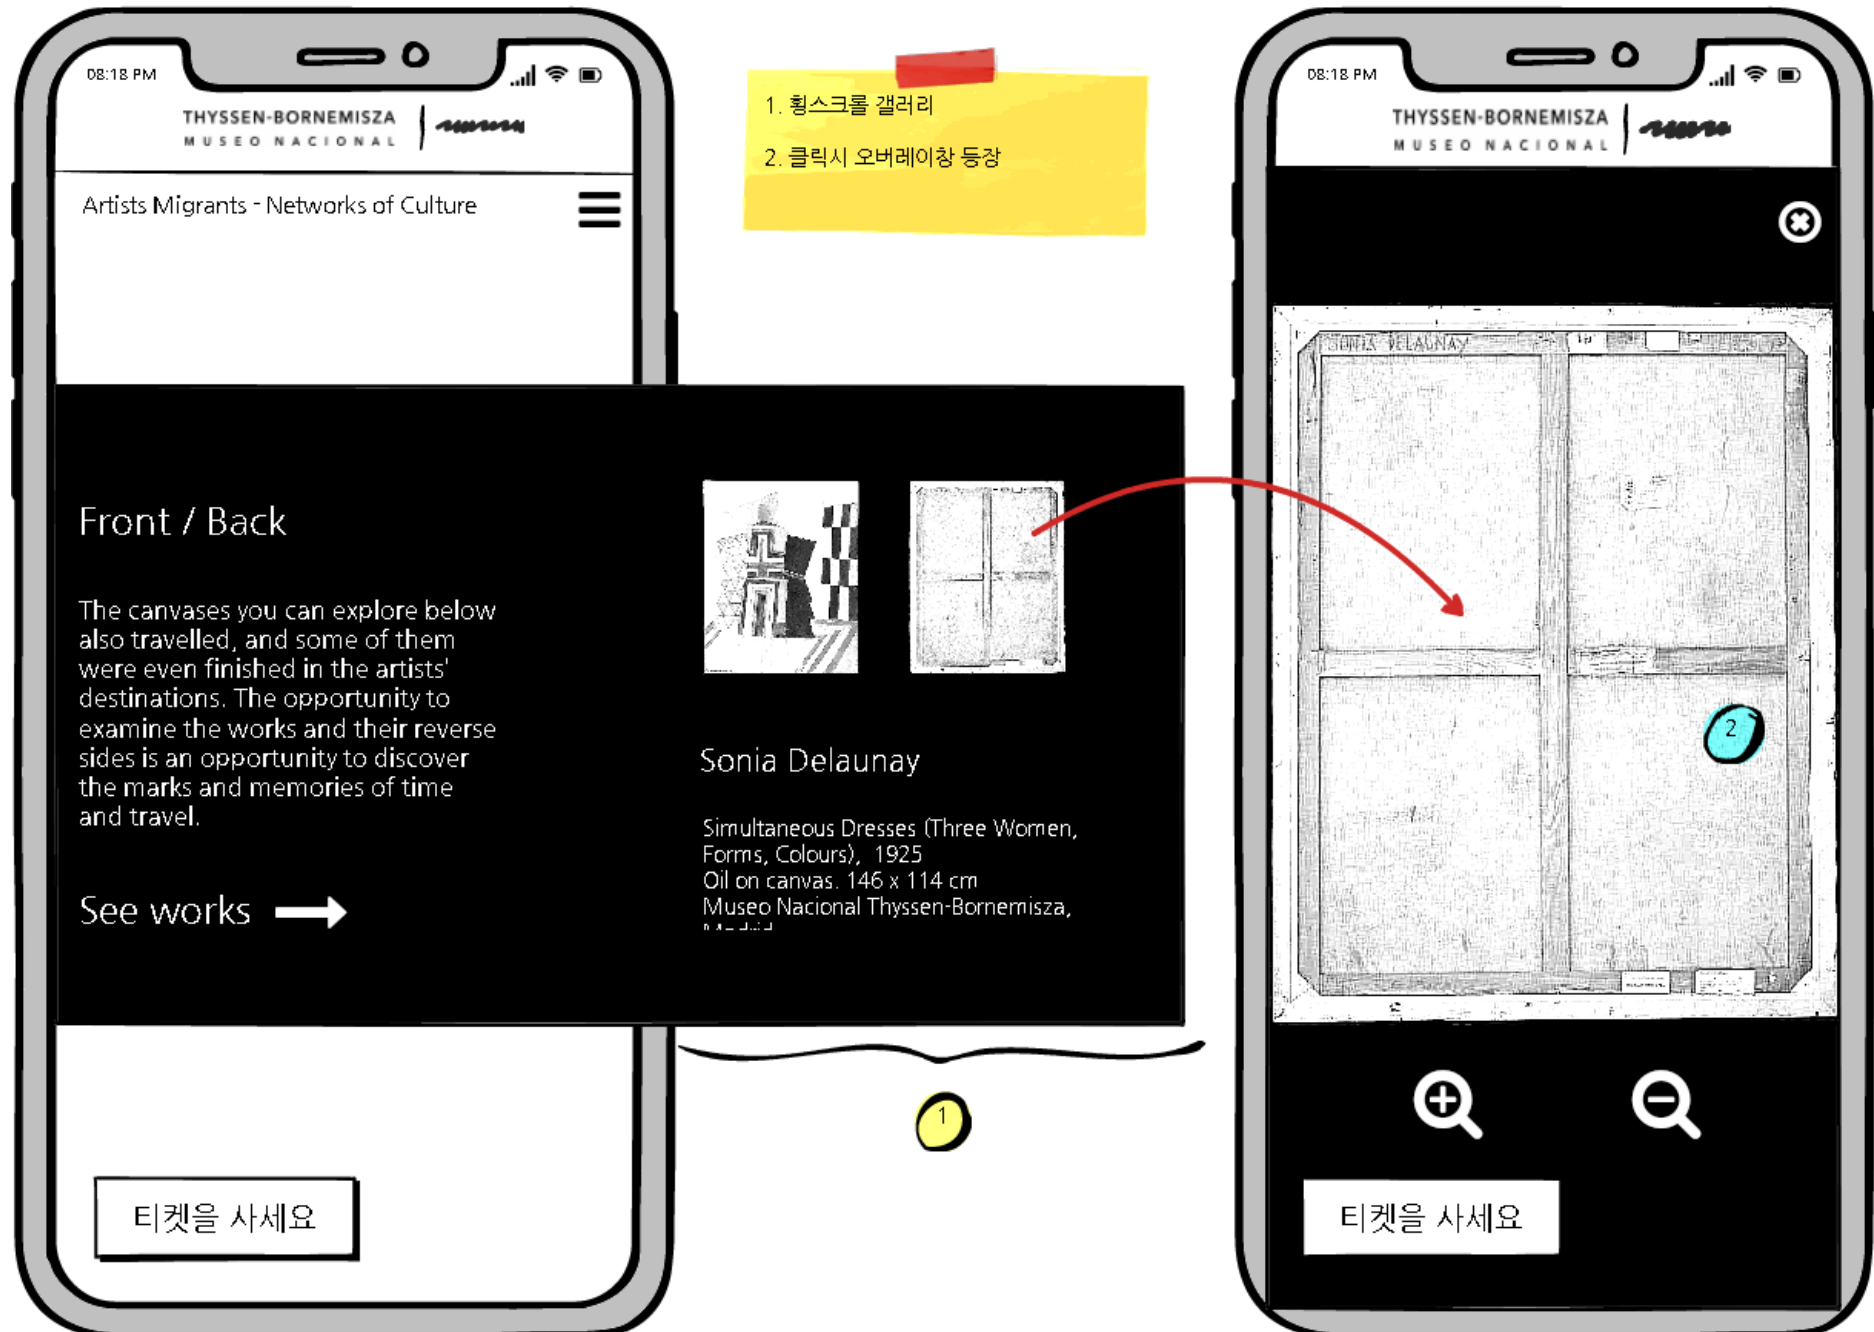 08:18 PM
THYSSEN-BORNEMISZA
MUSEO NACIONAL
Artists Migrants - Networks of Culture
Front / Back
The canvases you can explore below
also travelled, and some of them
were even finished in the artists'
destinations. The opportunity to
examine the works and their reverse
sides is an opportunity to discover
the marks and memories of time
and travel.
See works
티켓을 사세요
1. 횡스크롤 갤러리
2. 클릭시 오버레이창 등장
Sonia Delaunay
Simultaneous Dresses (Three Women,
Forms, Colours), 1925
Oil on canvas. 146 x 114 cm
Museo Nacional Thyssen-Bornemisza,
Madrid
1
08:18 PM
THYSSEN-BORNEMISZA
MUSEO NACIONAL
SONIA DELAUNAY
2
티켓을 사세요